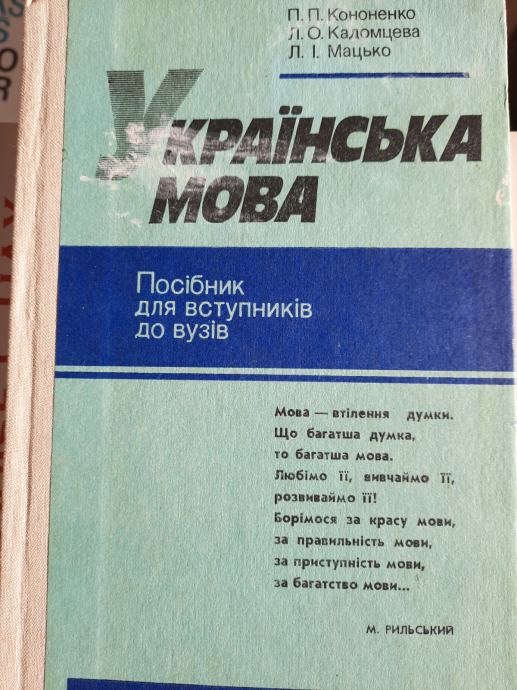 П. П. Кононенко
Л. О. Кадомцева
Л. І. Мацько
УКРАЇНСЬКА
МОВА
Посібник
для вступників
до вузів
Мова — втілення думки.
Що багатша думка,
то багатша мова.
Любімо її, вивчаймо її,
розвиваймо її!
Борімося за красу мови,
за правильність мови,
за приступність мови,
за багатство мови...
М. РИЛЬСЬКИЙ